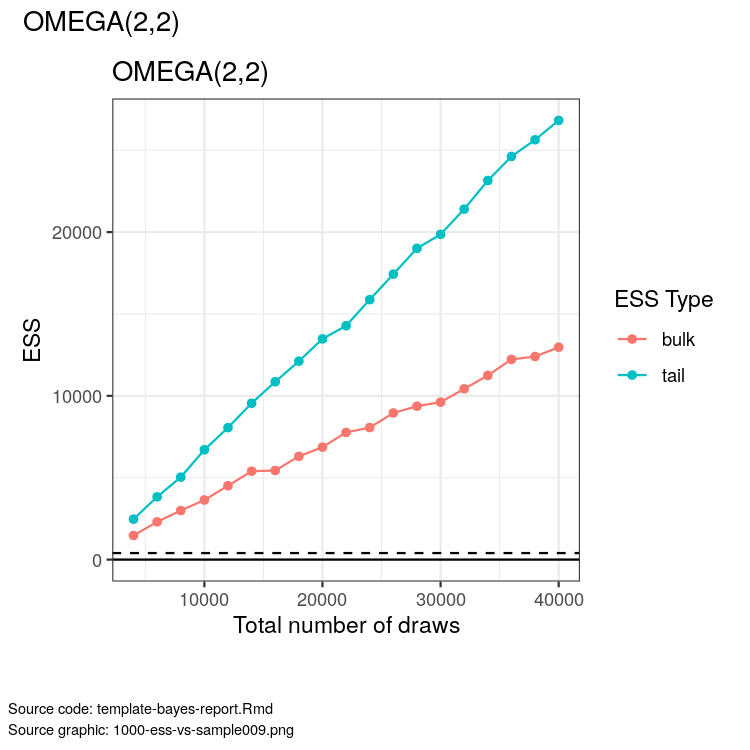 OMEGA(2,2)
OMEGA(2,2)
ESS
20000
10000
0
10000 20000 30000 40000
Total number of draws
ESS Type
bulk
tail
Source code: template-bayes-report.Rmd
Source graphic: 1000-ess-vs-sample009.png